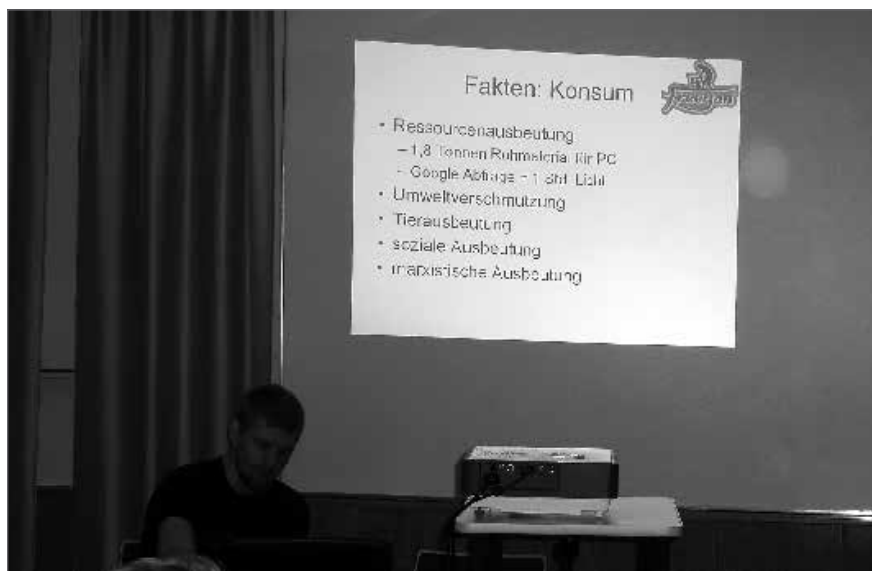 Fakten: Konsum
freegan
• Ressourcenausbeutung
– 1,8 Tonnen Rohmaterial für PC
– Google Abfrage = 1 Std. Licht
• Umweltverschmutzung
• Tierausbeutung
• soziale Ausbeutung
• marxistische Ausbeutung